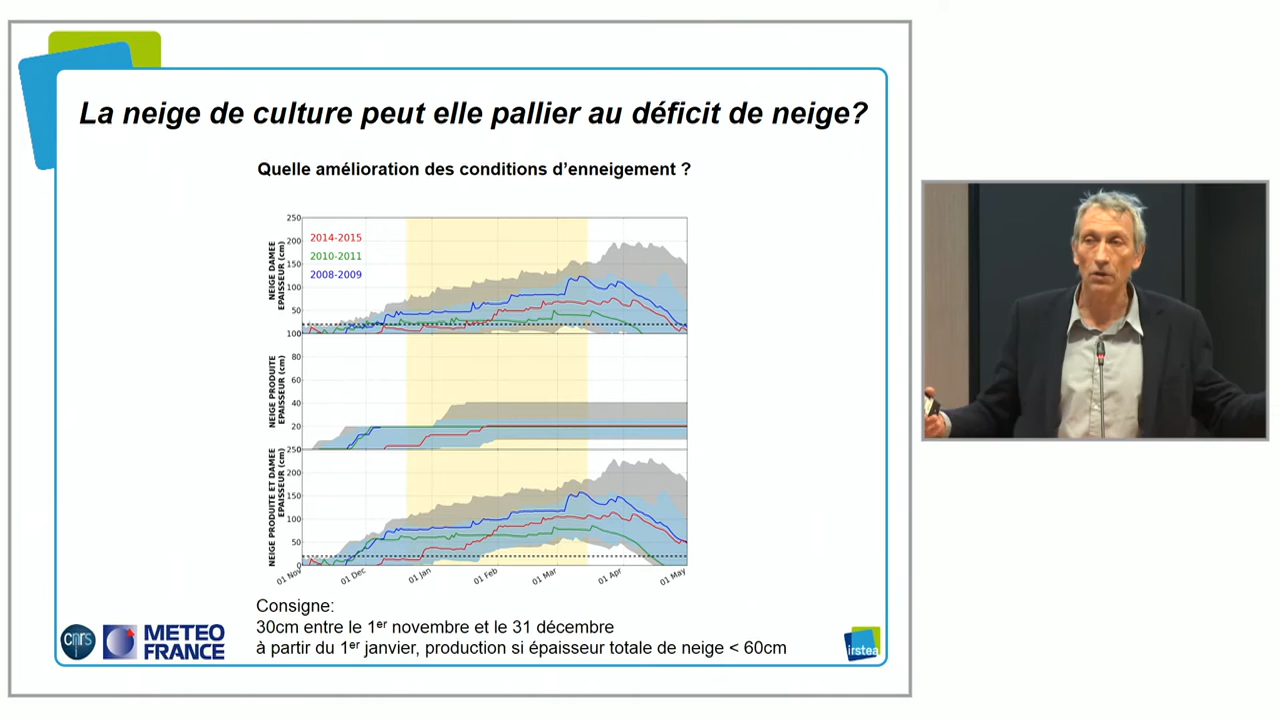 La neige de culture peut elle pallier au déficit de neige?
Quelle amélioration des conditions d'enneigement ?
NEIGE DAMEE
EPAISSEUR (cm)
250
200
150
100
50
2014-2015
2010-2011
2008-2009
NEIGE PRODUITE
EPAISSEUR (cm)
100
80
60
40
20
NEIGE PRODUITE ET DAMEE
EPAISSEUR (cm)
250
200
150
100
50
0
01 Nov
01 Dec
01 Jan
01 Feb
01 Mar
01 Apr
01 May
Consigne:
30cm entre le 1er novembre et le 31 décembre
à partir du 1er janvier, production si épaisseur totale de neige < 60cm
cnrs
METEO
FRANCE
irstea